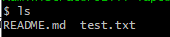 $ ls
README.md  test.txt